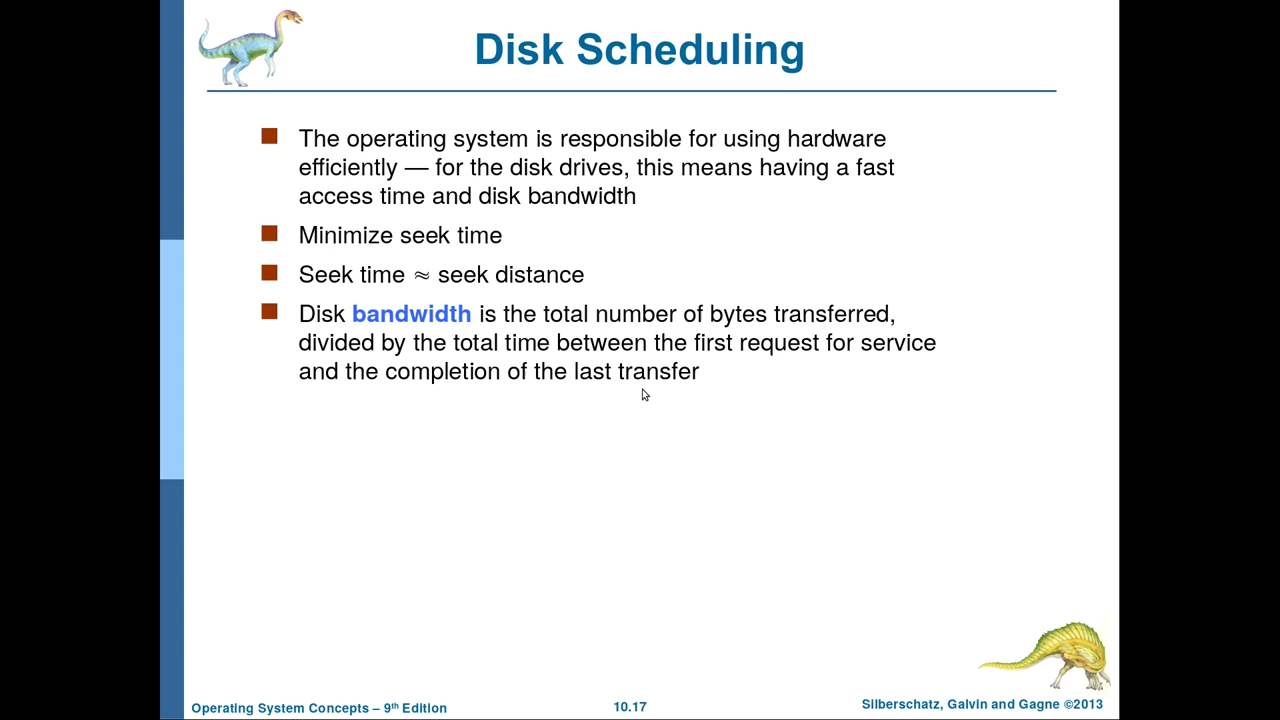 Disk Scheduling
The operating system is responsible for using hardware
efficiently — for the disk drives, this means having a fast
access time and disk bandwidth
Minimize seek time
Seek time ≈ seek distance
Disk bandwidth is the total number of bytes transferred,
divided by the total time between the first request for service
and the completion of the last transfer
Operating System Concepts – 9th Edition
10.17
Silberschatz, Galvin and Gagne ©2013